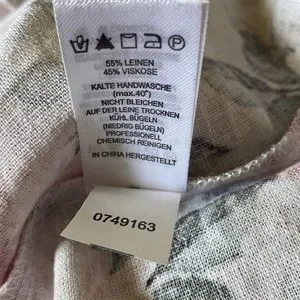 55% LEINEN
45% VISKOSE
KALTE HANDWASCHE
(max.40°)
NICHT BLEICHEN
AUF DER LEINE TROCKNEN
KÜHL BÜGELN
(NIEDRIG BÜGELN)
PROFESSIONELL
CHEMISCH REINIGEN
IN CHINA HERGESTELLT
0749163